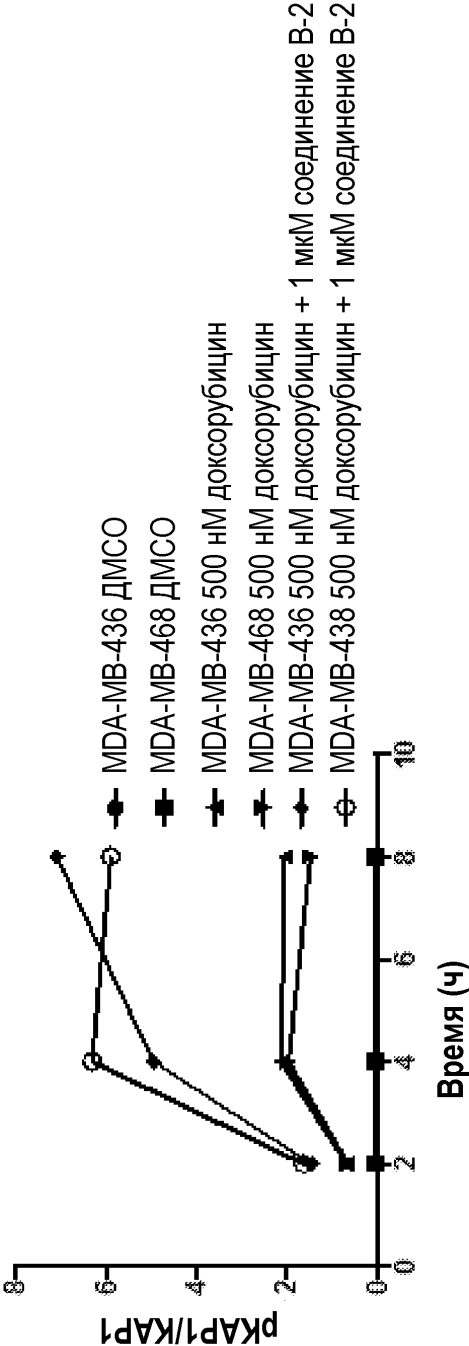 pKAP1/KAP1
8
6
4
2
0
0
2
4
6
8
10
Время (ч)
MDA-MB-436 ДМСО
MDA-MB-468 ДМСО
MDA-MB-436 500 нМ доксорубицин
MDA-MB-468 500 нМ доксорубицин
MDA-MB-436 500 нМ доксорубицин + 1 мкМ соединение В-2
MDA-MB-438 500 нМ доксорубицин + 1 мкМ соединение В-2